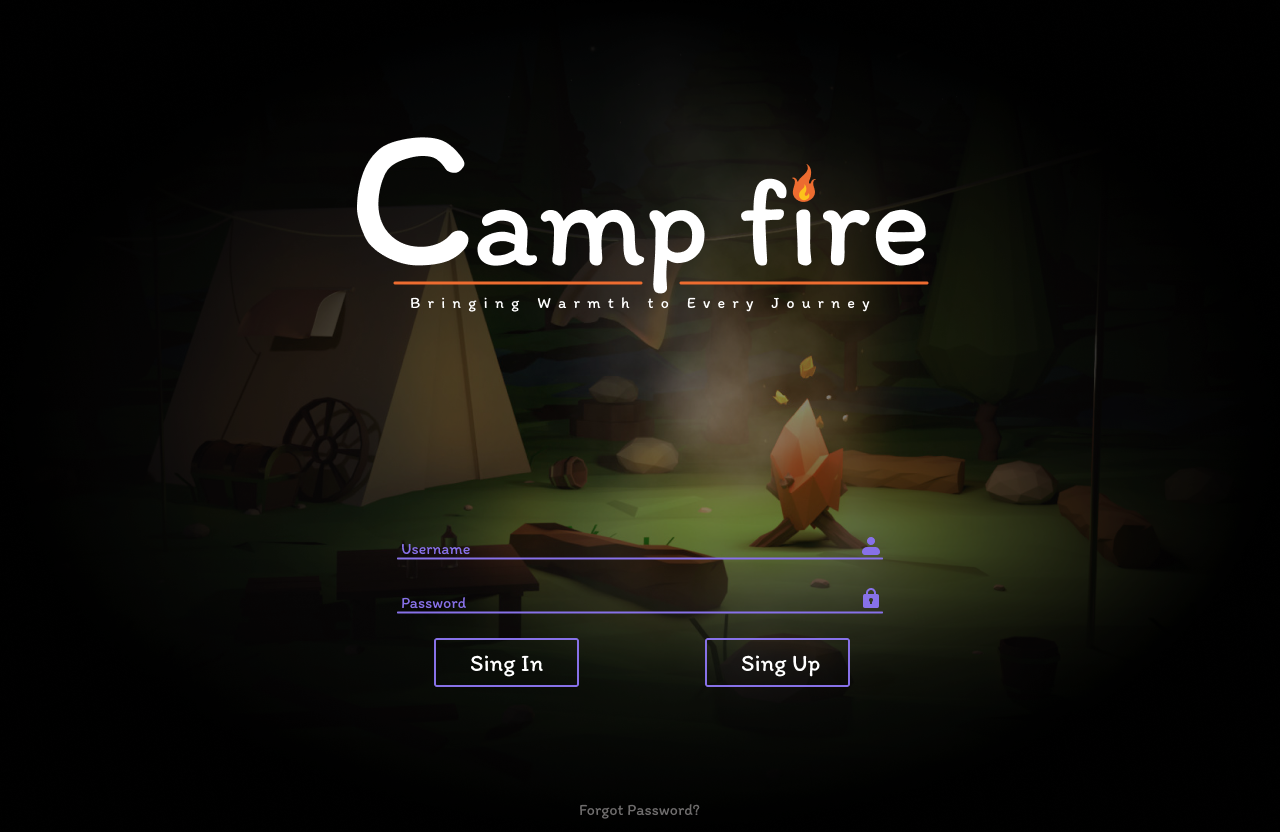 Camp fire
Bringing Warmth to Every Journey
Username
Password
Sing In
Sing Up
Forgot Password?